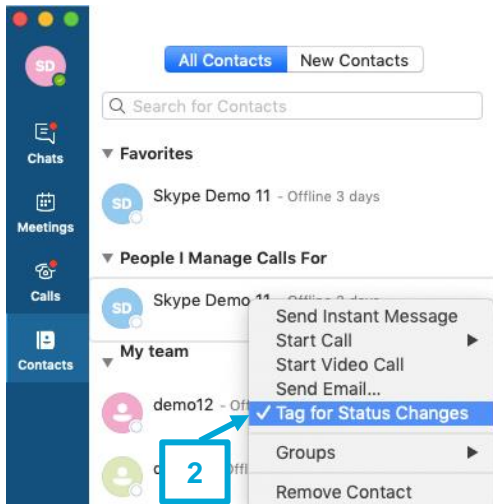 SD
All Contacts New Contacts
Search for Contacts
Chats
Favorites
SD Skype Demo 11 - Offline 3 days
Meetings
People I Manage Calls For
Calls
SD Skype Demo
Contacts
My team
Send Instant Message
Start Call
Start Video Call
Send Email...
✓ Tag for Status Changes
Groups
Remove Contact
demo12 - Off
2